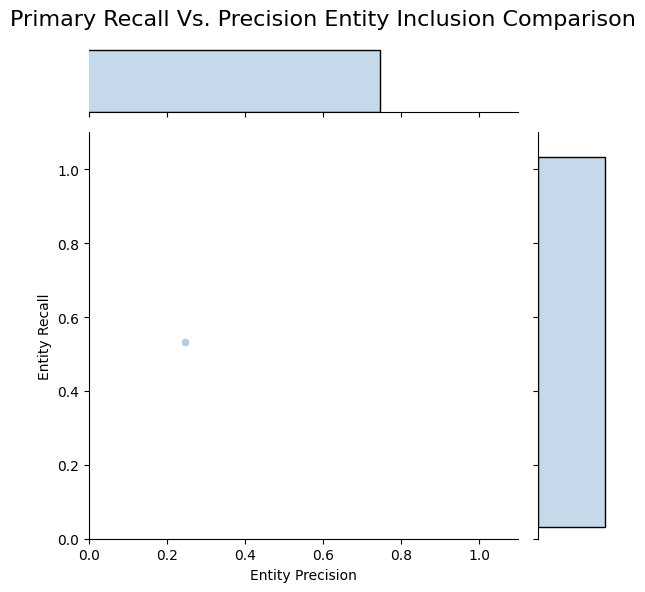 Primary Recall Vs. Precision Entity Inclusion Comparison
1.0
0.8
0.6
0.4
0.2
0.0
Entity Recall
0.0 0.2 0.4 0.6 0.8 1.0
Entity Precision